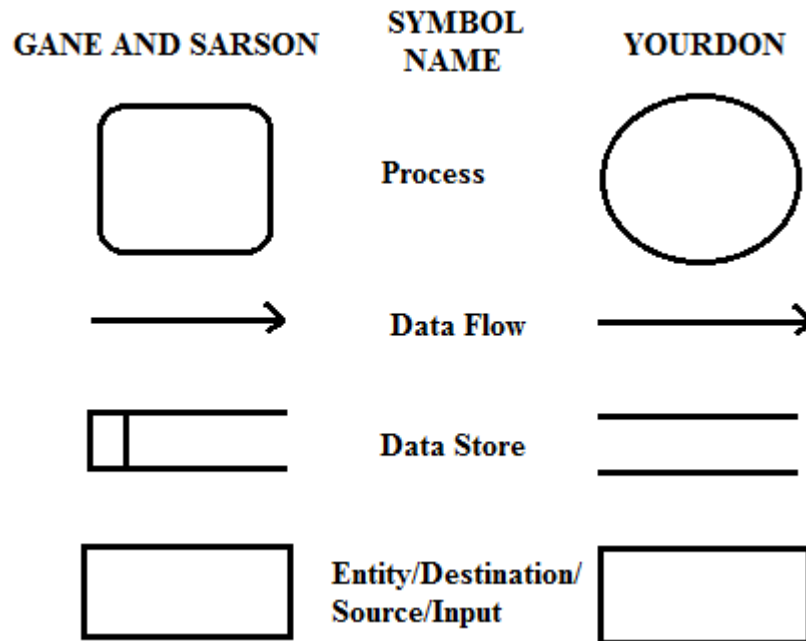 GANE AND SARSON
SYMBOL
NAME
YOURDON
Process
Data Flow
Data Store
Entity/Destination/
Source/Input